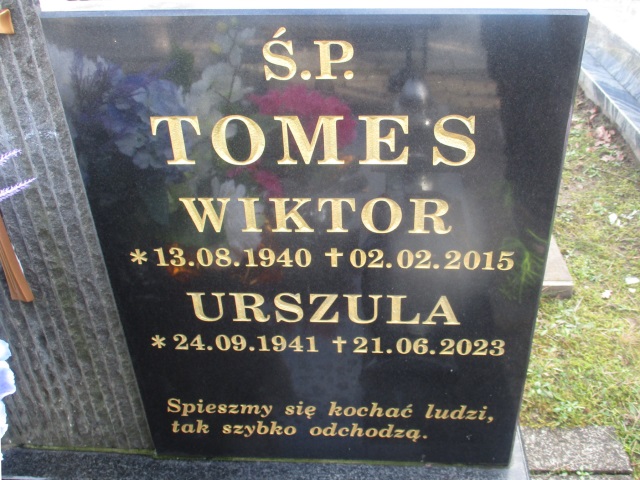 Ś.P.
TOMES
WIKTOR
* 13.08.1940 † 02.02.2015
URSZULA
* 24.09.1941 † 21.06.2023
Spieszmy się kochać ludzi,
tak szybko odchodzą.